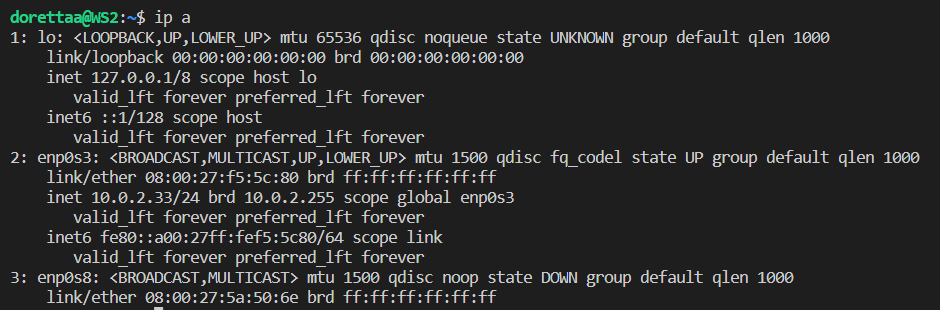 dorettaa@WS2:~$ ip a
1: lo: <LOOPBACK,UP,LOWER_UP> mtu 65536 qdisc noqueue state UNKNOWN group default qlen 1000
    link/loopback 00:00:00:00:00:00 brd 00:00:00:00:00:00
    inet 127.0.0.1/8 scope host lo
       valid_lft forever preferred_lft forever
    inet6 ::1/128 scope host
       valid_lft forever preferred_lft forever
2: enp0s3: <BROADCAST,MULTICAST,UP,LOWER_UP> mtu 1500 qdisc fq_codel state UP group default qlen 1000
    link/ether 08:00:27:f5:5c:80 brd ff:ff:ff:ff:ff:ff
    inet 10.0.2.33/24 brd 10.0.2.255 scope global enp0s3
       valid_lft forever preferred_lft forever
    inet6 fe80::a00:27ff:fef5:5c80/64 scope link
       valid_lft forever preferred_lft forever
3: enp0s8: <BROADCAST,MULTICAST> mtu 1500 qdisc noop state DOWN group default qlen 1000
    link/ether 08:00:27:5a:50:6e brd ff:ff:ff:ff:ff:ff